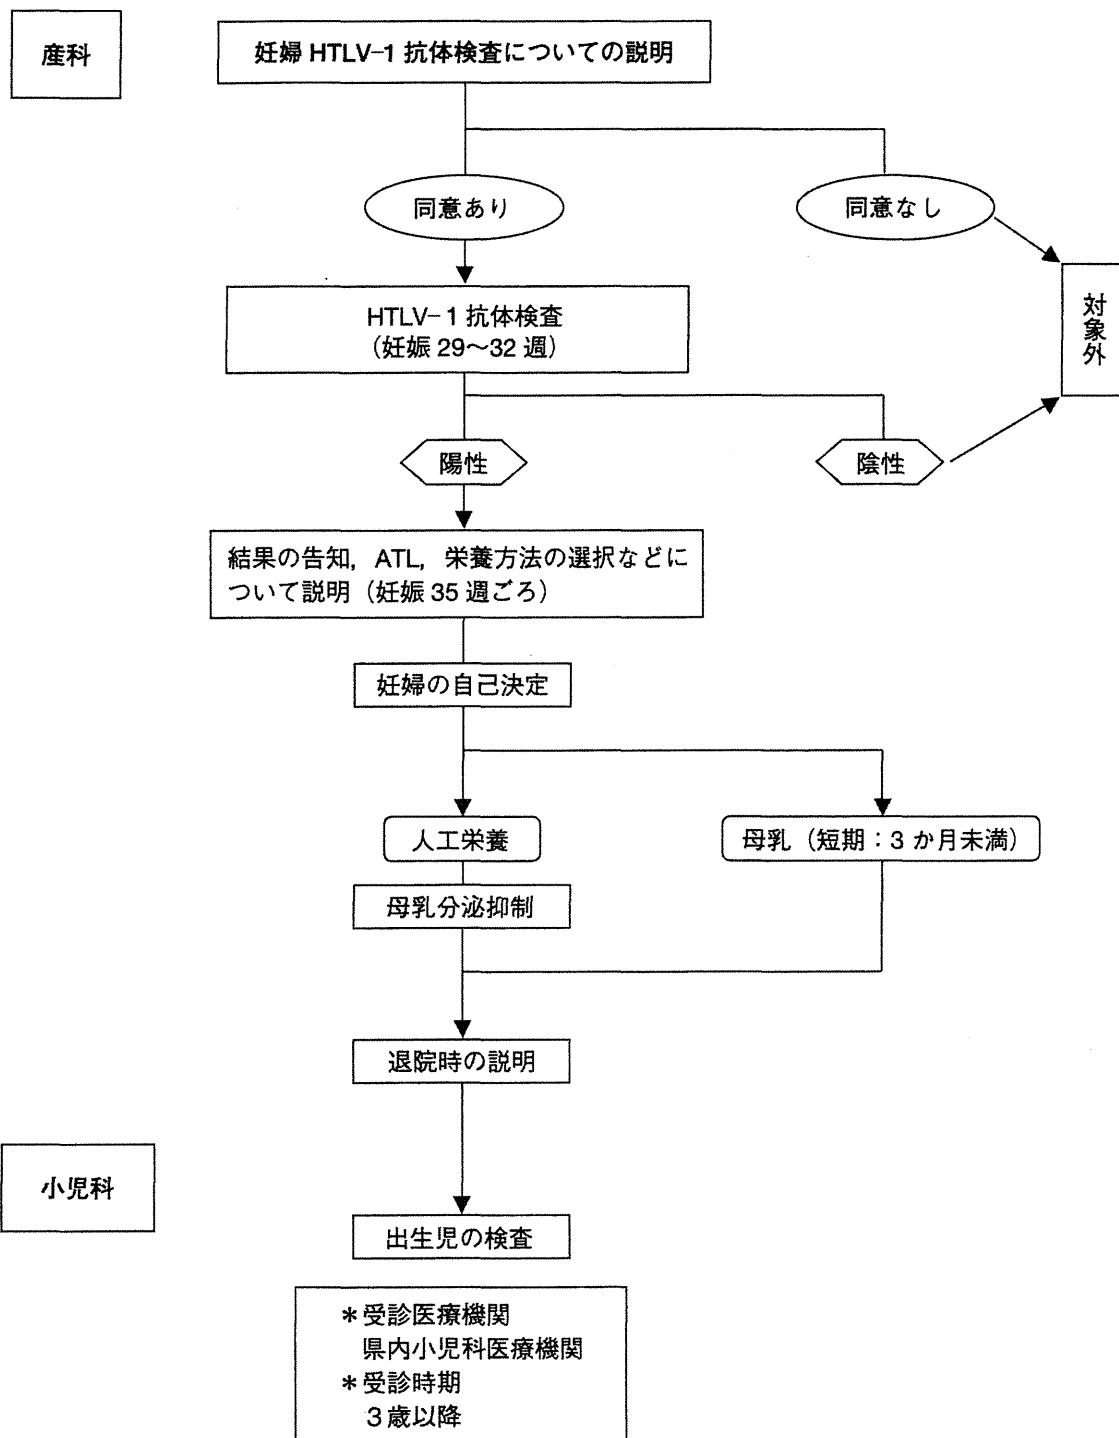 産科
妊婦 HTLV-1 抗体検査についての説明
同意あり
同意なし
対象外
HTLV-1 抗体検査
（妊娠 29〜32 週）
陽性
陰性
結果の告知，ATL，栄養方法の選択などに
ついて説明（妊娠 35 週ごろ）
妊婦の自己決定
人工栄養
母乳（短期：3 か月未満）
母乳分泌抑制
退院時の説明
小児科
出生児の検査
＊受診医療機関
県内小児科医療機関
＊受診時期
３歳以降